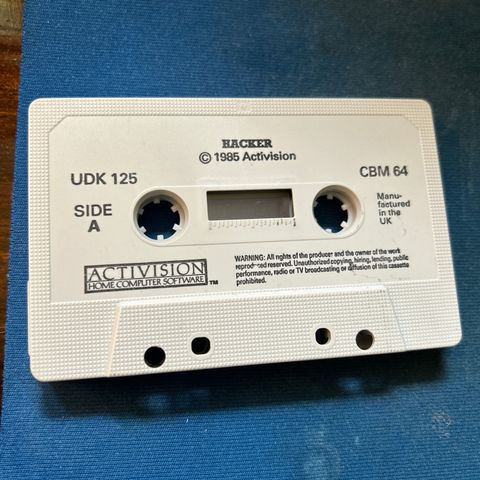 HACKER
© 1985 Activision
UDK 125
CBM 64
SIDE
A
Manu-
factured
in the
UK
ACTIVISION
HOME COMPUTER SOFTWARE TM
WARNING: All rights of the producer and the owner of the work
reproduced reserved. Unauthorized copying, hiring, lending, public
performance, radio or TV broadcasting or diffusion of this cassette
prohibited.